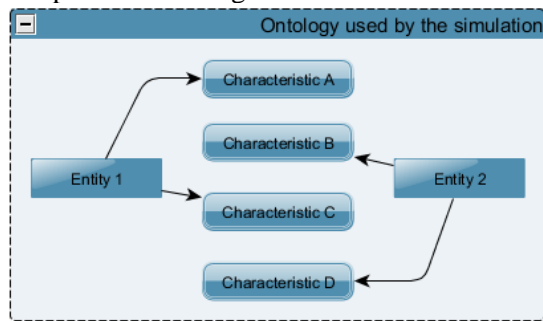 Ontology used by the simulation
Characteristic A
Characteristic B
Entity 1
Entity 2
Characteristic C
Characteristic D